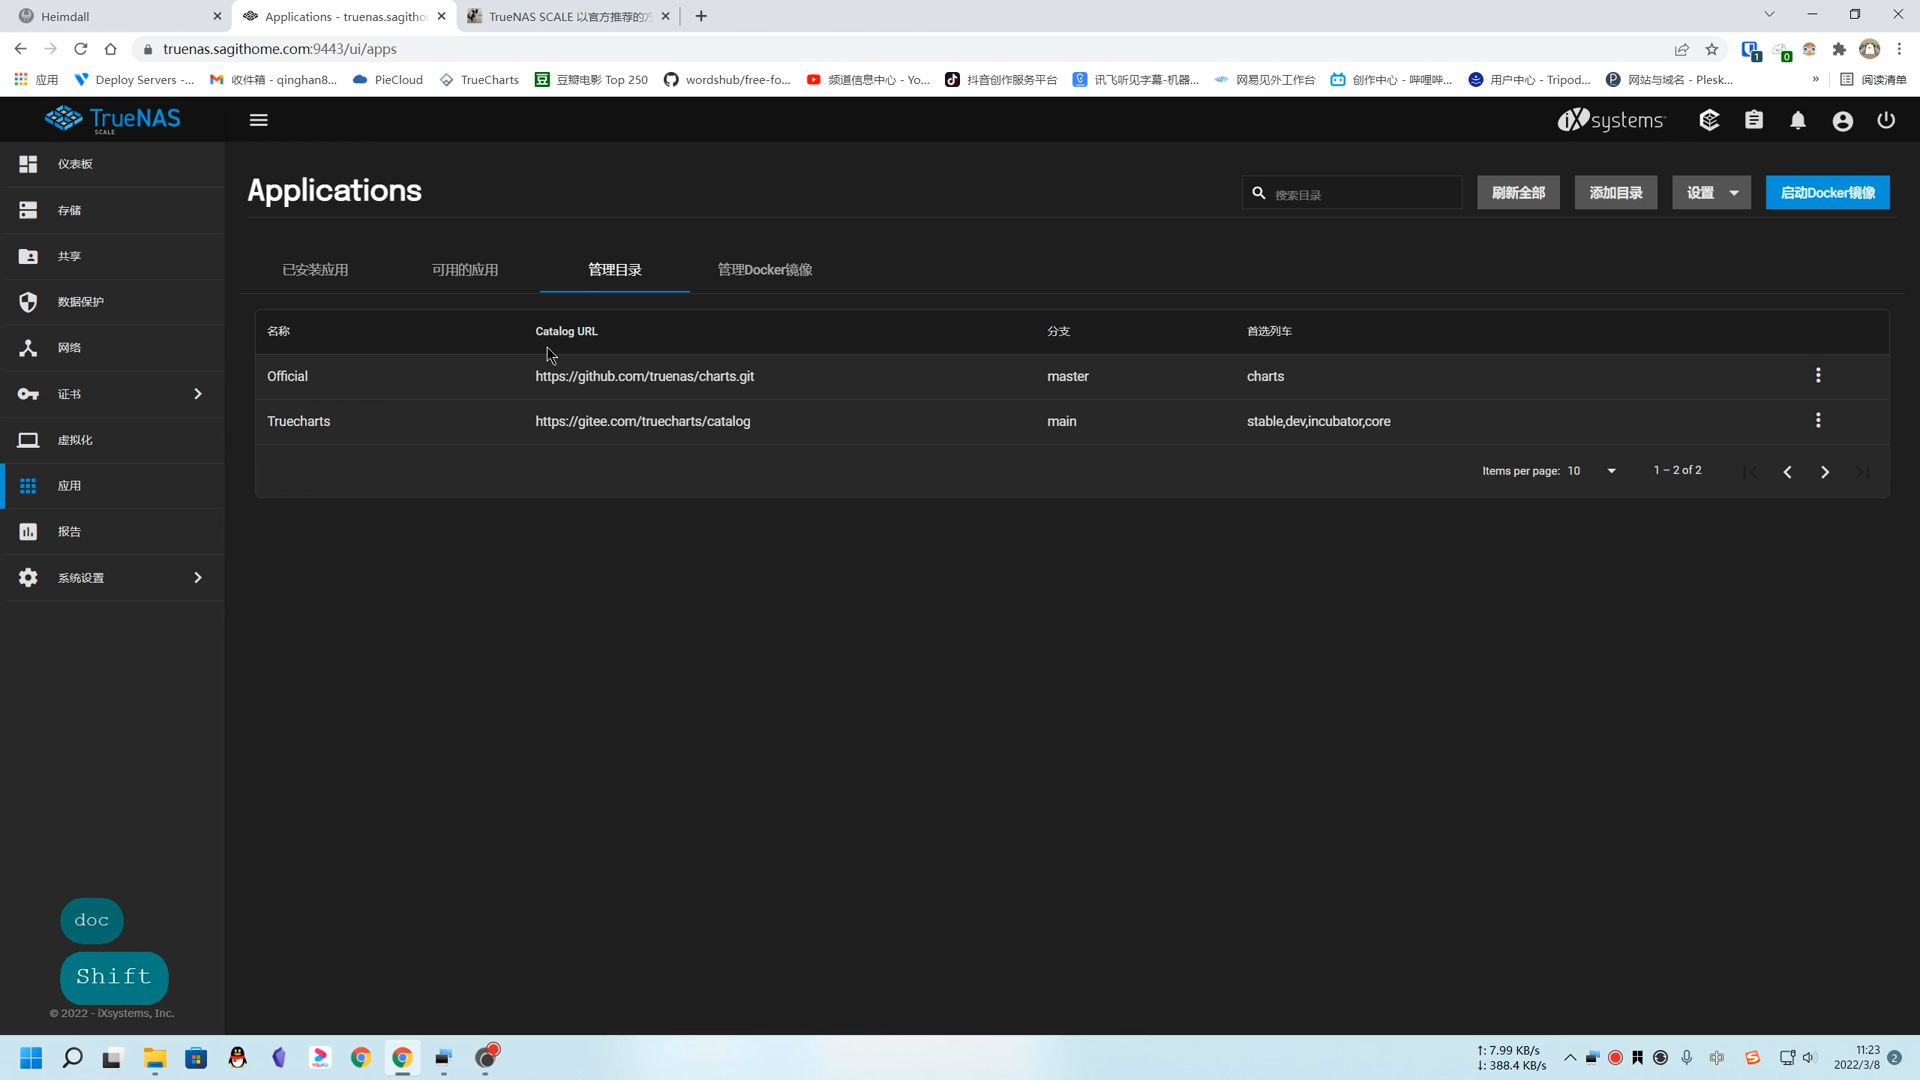 Heimdall
Applications - truenas.sagitho
TrueNAS SCALE 以官方推荐的方
truenas.sagithome.com:9443/ui/apps
应用
Deploy Servers -...
收件箱 - qinghan8...
PieCloud
TrueCharts
豆瓣电影 Top 250
wordshub/free-fo...
频道信息中心 - Yo...
抖音创作服务平台
讯飞听见字幕-机器...
网易见外工作台
创作中心 - 哔哩哔...
用户中心 - Tripod...
网站与域名 - Plesk...
»
阅读清单
TrueNAS
SCALE
iXsystems
仪表板
存储
共享
数据保护
网络
证书
虚拟化
应用
报告
系统设置
Applications
搜索目录
刷新全部
添加目录
设置
启动Docker镜像
已安装应用
可用的应用
管理目录
管理Docker镜像
名称
Catalog URL
分支
首选列车
Official
https://github.com/truenas/charts.git
master
charts
Truecharts
https://gitee.com/truecharts/catalog
main
stable,dev,incubator,core
Items per page: 10
1 – 2 of 2
doc
Shift
© 2022 - iXsystems, Inc.
↑: 7.99 KB/s
↓: 388.4 KB/s
11:23
2022/3/8
2